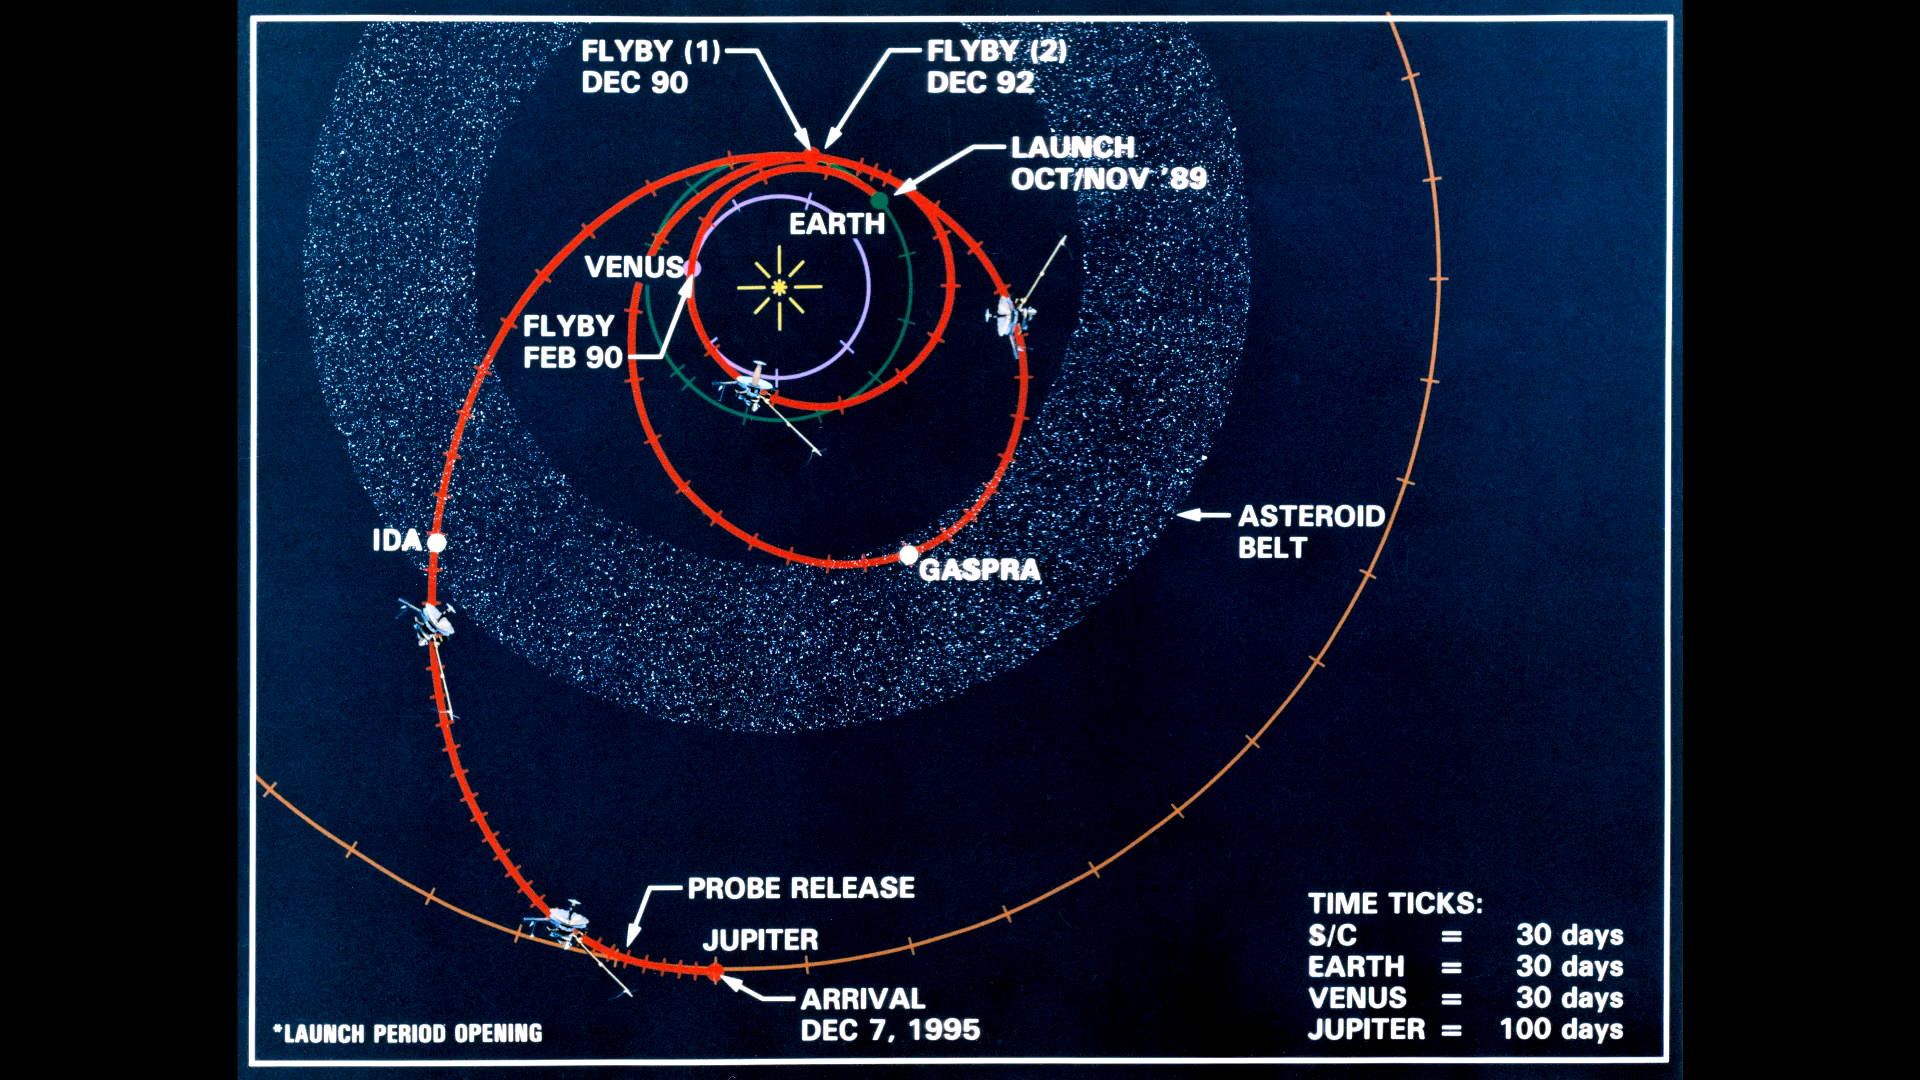 FLYBY (1)
DEC 90
FLYBY (2)
DEC 92
LAUNCH
OCT/NOV '89
EARTH
VENUS
FLYBY
FEB 90
IDA
GASPRA
ASTEROID
BELT
PROBE RELEASE
JUPITER
ARRIVAL
DEC 7, 1995
TIME TICKS:
S/C = 30 days
EARTH = 30 days
VENUS = 30 days
JUPITER = 100 days
*LAUNCH PERIOD OPENING